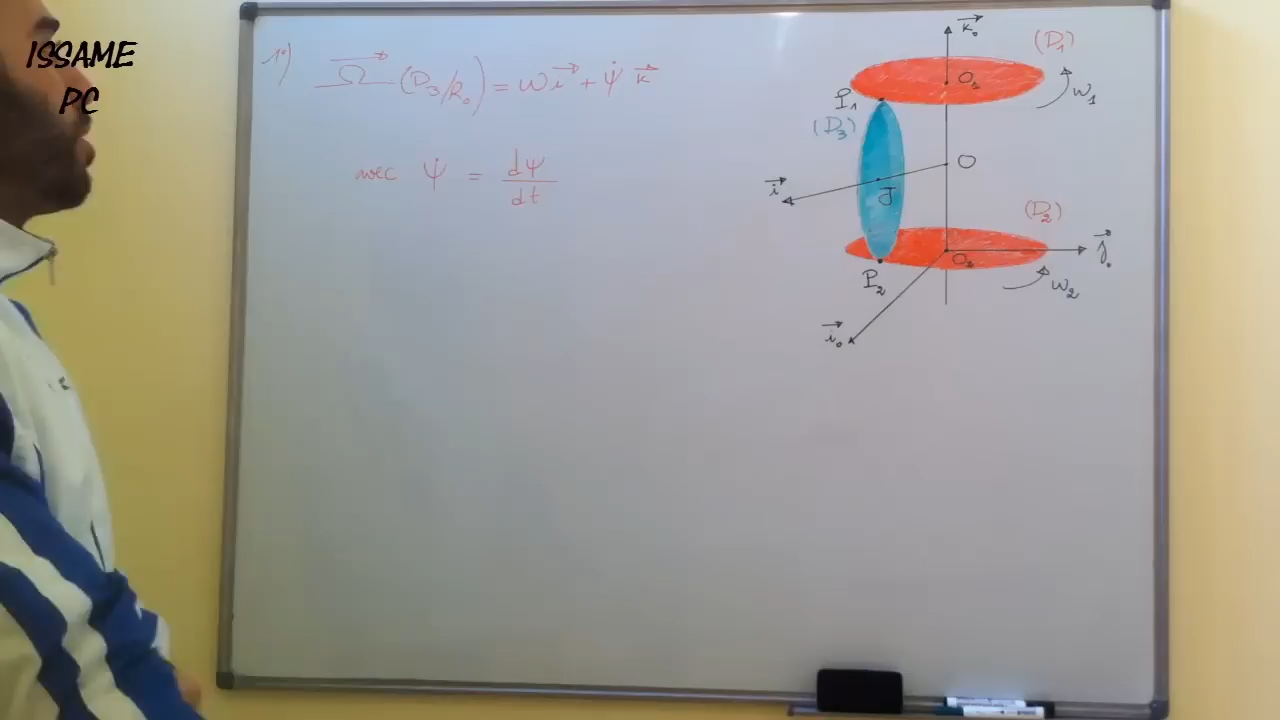 ISSAME
PC
1°) Ω⃗ (D₃/R₀) = ω i⃗ + ψ̇ k⃗
avec ψ̇ = dψ/dt
k⃗₀
(D₁)
O₁
ω₁
I₁
(D₃)
O
i⃗
J
(D₂)
j⃗₀
O₂
I₂
ω₂
i⃗₀